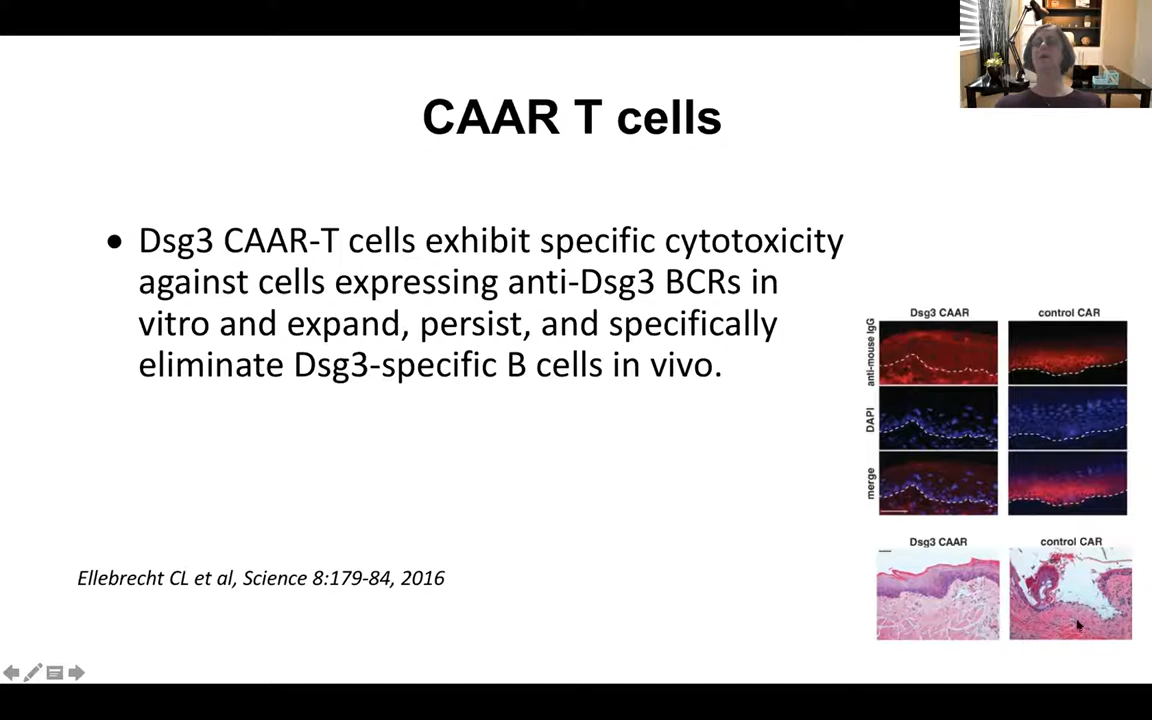 CAAR T cells
• Dsg3 CAAR-T cells exhibit specific cytotoxicity
against cells expressing anti-Dsg3 BCRs in
vitro and expand, persist, and specifically
eliminate Dsg3-specific B cells in vivo.
Dsg3 CAAR control CAR
anti-mouse IgG
DAPI
merge
Dsg3 CAAR control CAR
Ellebrecht CL et al, Science 8:179-84, 2016